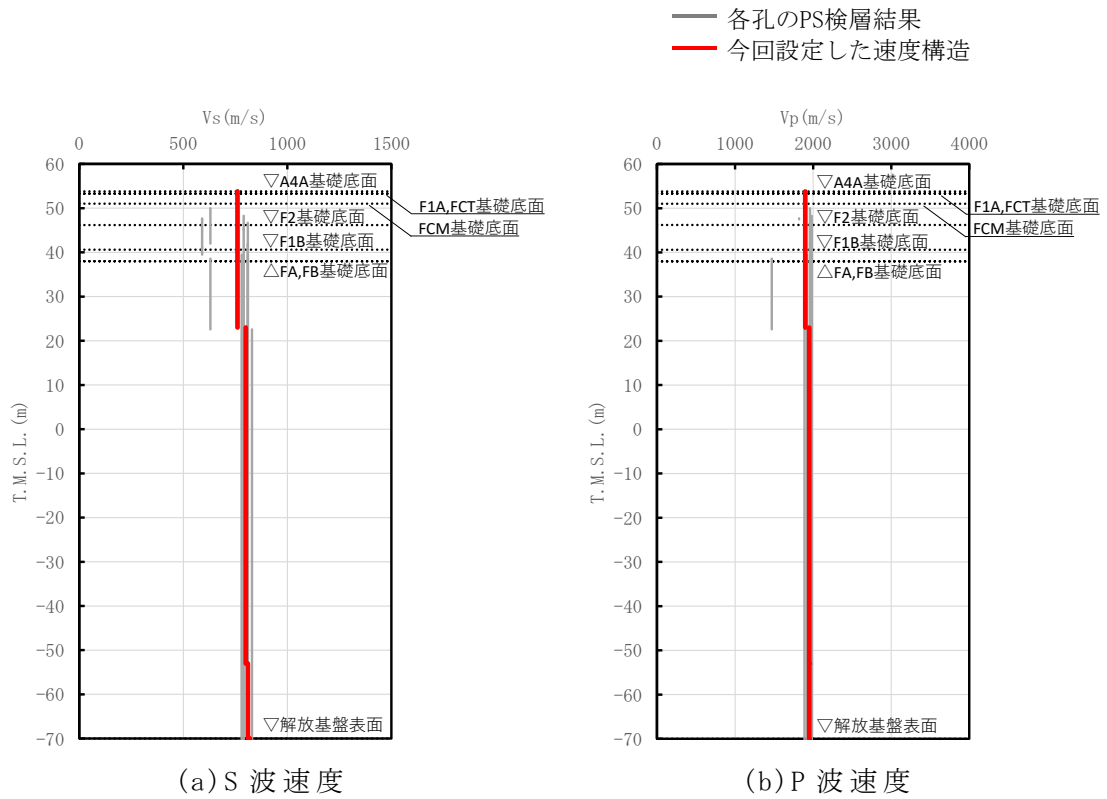 各孔のPS検層結果
今回設定した速度構造
Vs(m/s)
0 500 1000 1500
60
50
40
30
20
10
0
-10
-20
-30
-40
-50
-60
-70
T.M.S.L.(m)
▽A4A基礎底面
F1A,FCT基礎底面
▽F2基礎底面
FCM基礎底面
▽F1B基礎底面
△FA,FB基礎底面
▽解放基盤表面
(a)S 波速度
Vp(m/s)
0 1000 2000 3000 4000
60
50
40
30
20
10
0
-10
-20
-30
-40
-50
-60
-70
T.M.S.L.(m)
▽A4A基礎底面
F1A,FCT基礎底面
▽F2基礎底面
FCM基礎底面
▽F1B基礎底面
△FA,FB基礎底面
▽解放基盤表面
(b)P 波速度